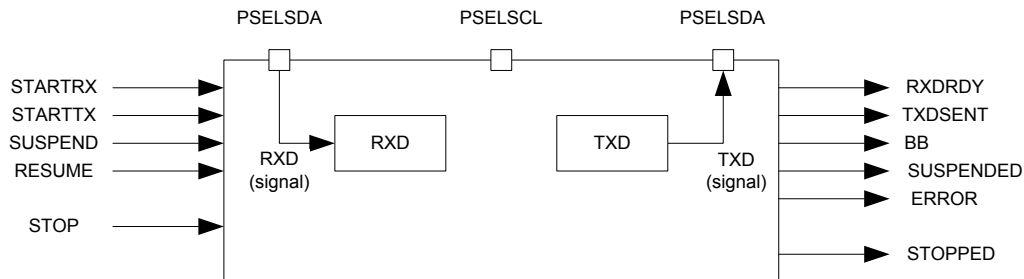 PSELSDA
PSELSCL
PSELSDA
STARTRX
STARTTX
SUSPEND
RESUME
STOP
RXD
(signal)
RXD
TXD
TXD
(signal)
RXDRDY
TXDSENT
BB
SUSPENDED
ERROR
STOPPED